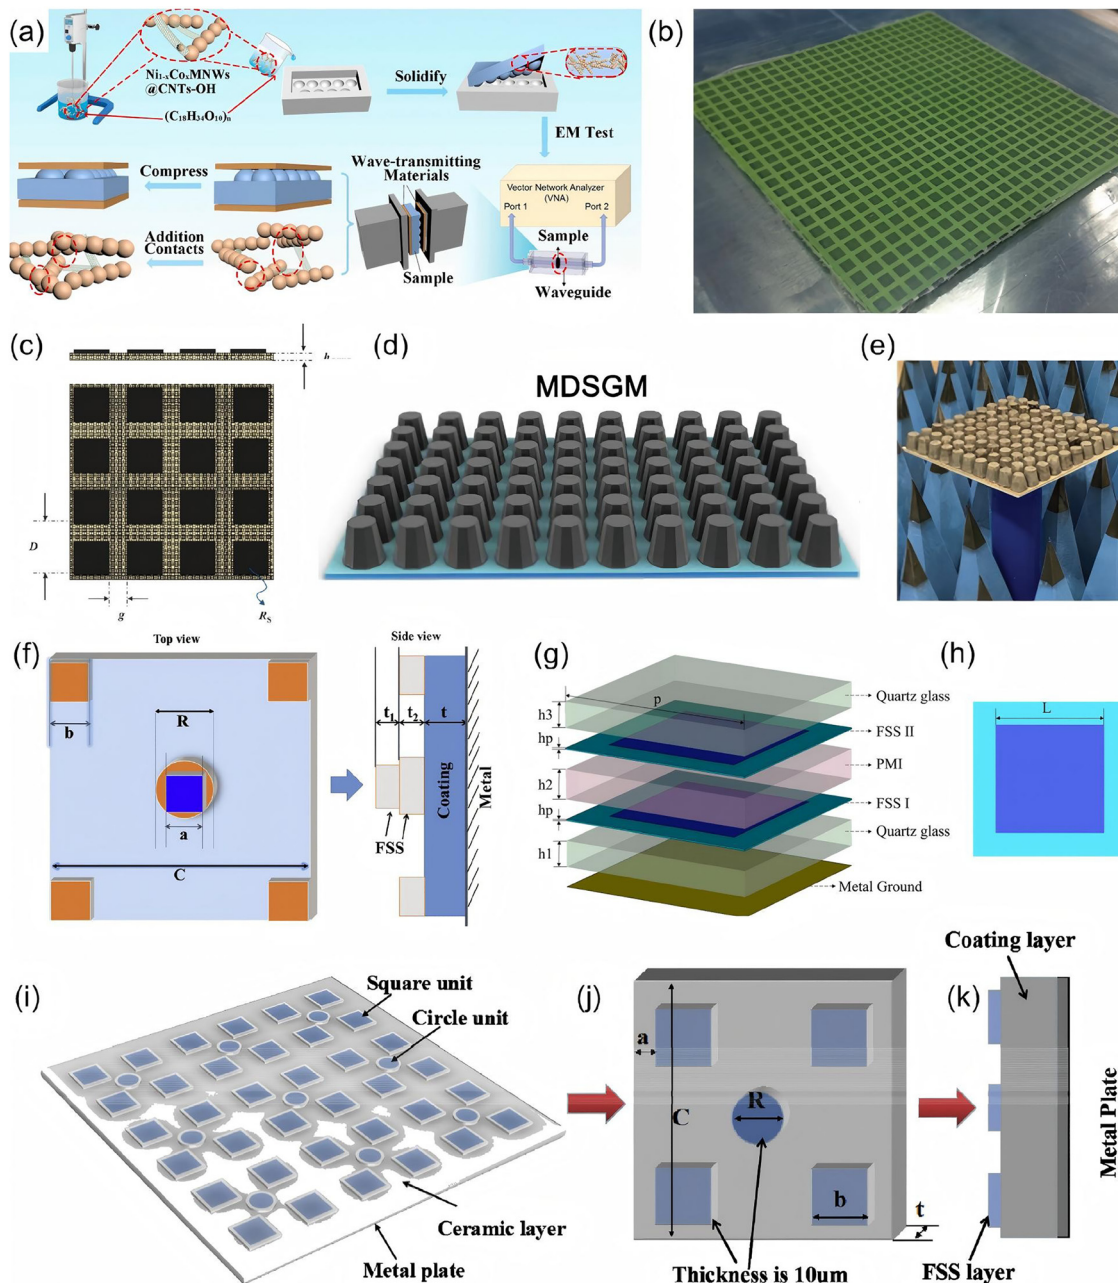 (a)
Ni₁₋ₓCoₓMNWs
@CNTs-OH
(C₁₈H₃₄O₁₀)ₙ
Solidify
EM Test
Compress
Addition
Contacts
Wave-transmitting
Materials
Sample
Vector Network Analyzer
(VNA)
Port 1
Port 2
Sample
Waveguide
(b)
(c)
h
D
g
R_S
(d)
MDSGM
(e)
(f)
Top view
b
R
a
C
Side view
t₁
t₂
t
Coating
Metal
FSS
(g)
p
h3
hp
h2
hp
h1
Quartz glass
FSS II
PMI
FSS I
Quartz glass
Metal Ground
(h)
L
(i)
Square unit
Circle unit
Ceramic layer
Metal plate
(j)
a
C
R
b
t
Thickness is 10um
(k)
Coating layer
Metal Plate
FSS layer